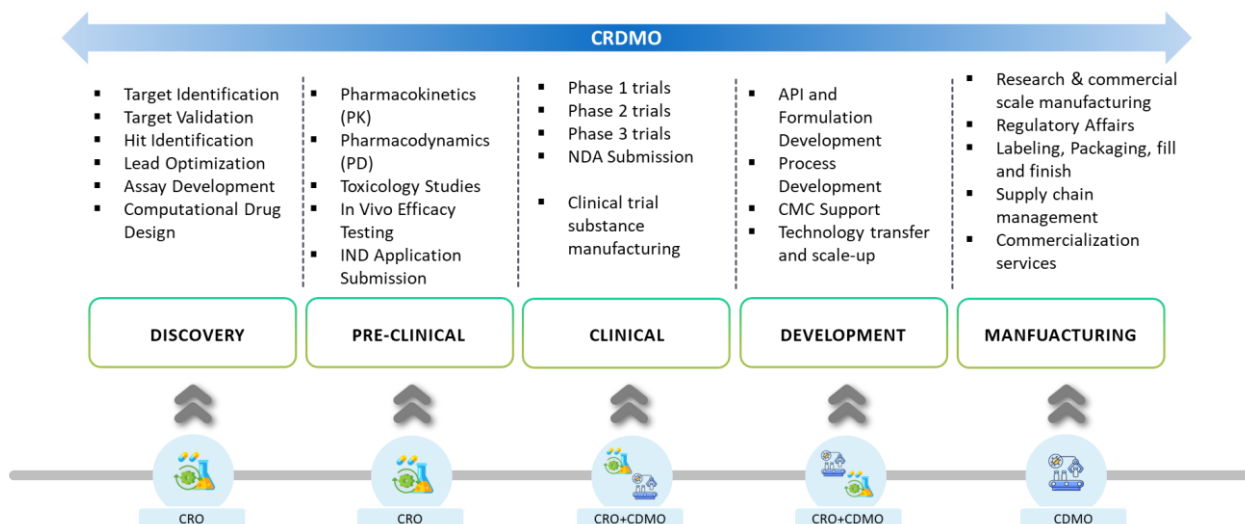 CRDMO
▪ Target Identification
▪ Target Validation
▪ Hit Identification
▪ Lead Optimization
▪ Assay Development
▪ Computational Drug
Design
▪ Pharmacokinetics
(PK)
▪ Pharmacodynamics
(PD)
▪ Toxicology Studies
▪ In Vivo Efficacy
Testing
▪ IND Application
Submission
▪ Phase 1 trials
▪ Phase 2 trials
▪ Phase 3 trials
▪ NDA Submission
▪ Clinical trial
substance
manufacturing
▪ API and
Formulation
Development
▪ Process
Development
▪ CMC Support
▪ Technology transfer
and scale-up
▪ Research & commercial
scale manufacturing
▪ Regulatory Affairs
▪ Labeling, Packaging, fill
and finish
▪ Supply chain
management
▪ Commercialization
services
DISCOVERY
PRE-CLINICAL
CLINICAL
DEVELOPMENT
MANFUACTURING
CRO
CRO
CRO+CDMO
CRO+CDMO
CDMO